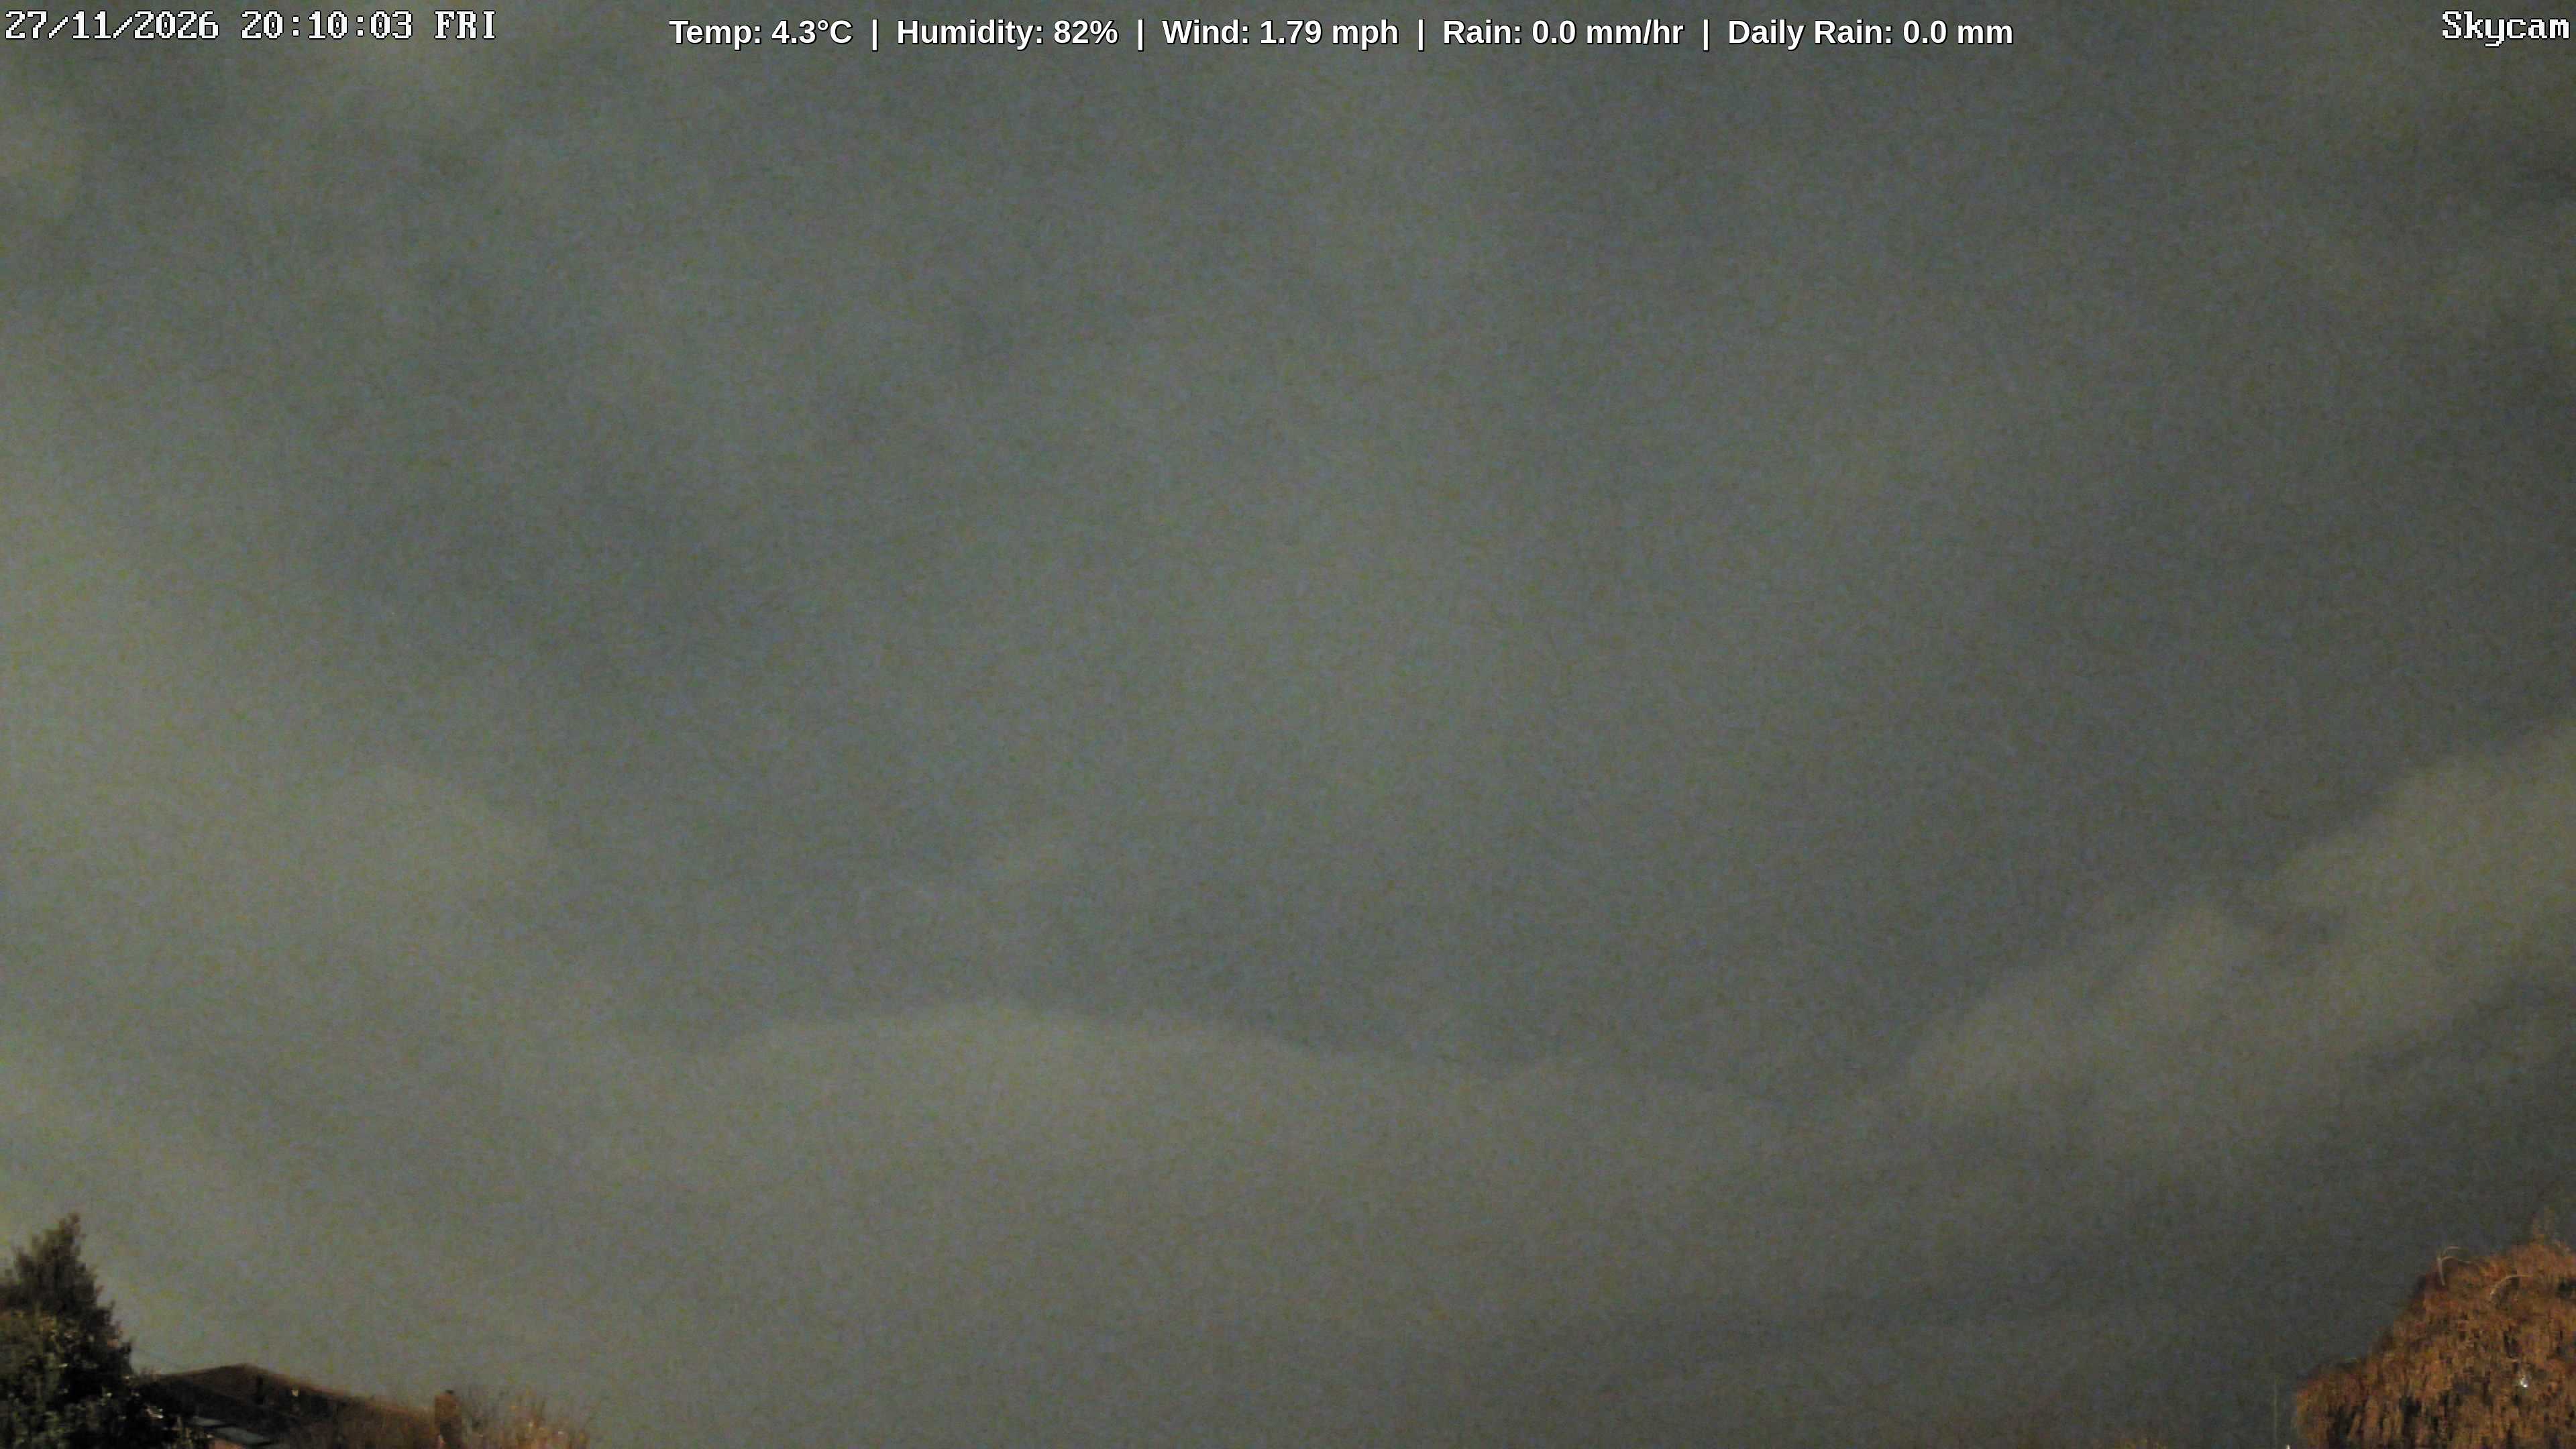 27/11/2026 20:10:03 FRI
Temp: 4.3°C | Humidity: 82% | Wind: 1.79 mph | Rain: 0.0 mm/hr | Daily Rain: 0.0 mm
Skycam